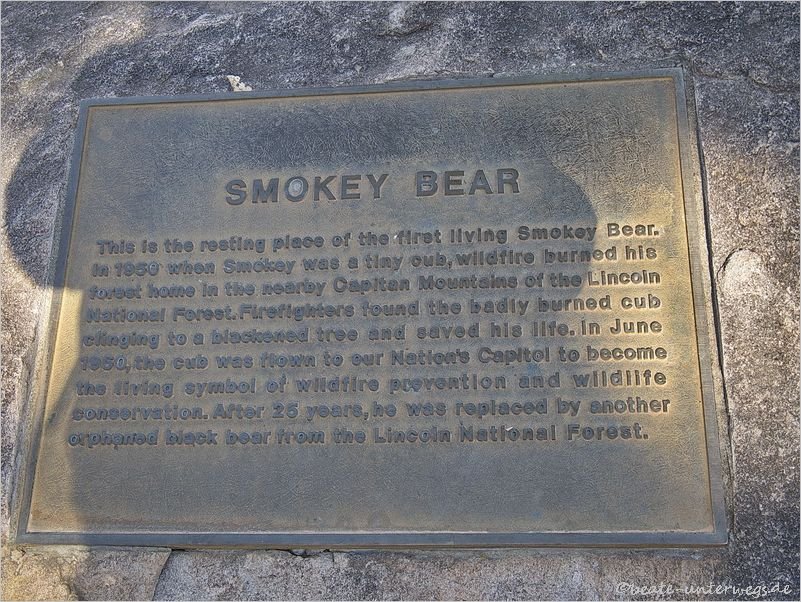 SMOKEY BEAR
This is the resting place of the first living Smokey Bear.
In 1950 when Smokey was a tiny cub, wildfire burned his
forest home in the nearby Capitan Mountains of the Lincoln
National Forest. Firefighters found the badly burned cub
clinging to a blackened tree and saved his life. In June
1950, the cub was flown to our Nation's Capitol to become
the living symbol of wildfire prevention and wildlife
conservation. After 25 years, he was replaced by another
orphaned black bear from the Lincoln National Forest.
©beate-unterwegs.de